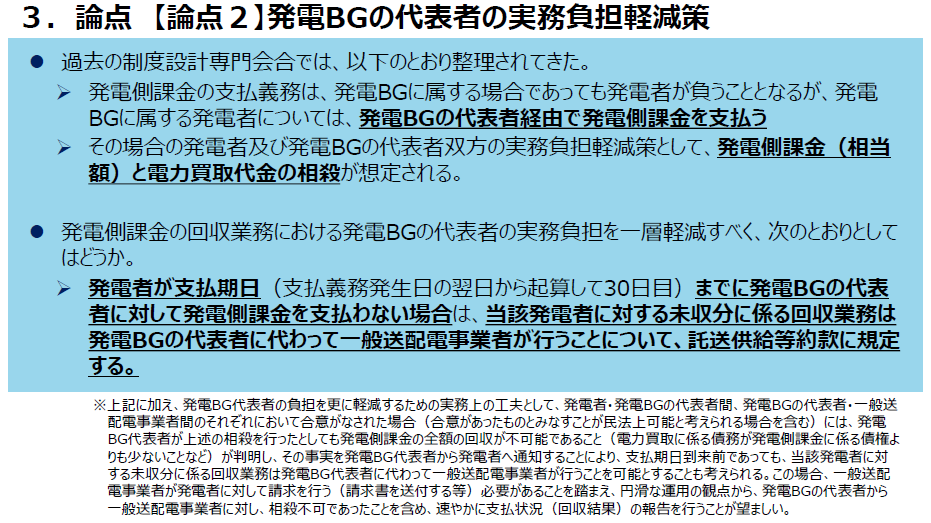 ３．論点 【論点２】発電BGの代表者の実務負担軽減策
● 過去の制度設計専門会合では、以下のとおり整理されてきた。
➢ 発電側課金の支払義務は、発電BGに属する場合であっても発電者が負うこととなるが、発電
BGに属する発電者については、発電BGの代表者経由で発電側課金を支払う
➢ その場合の発電者及び発電BGの代表者双方の実務負担軽減策として、発電側課金（相当
額）と電力買取代金の相殺が想定される。
● 発電側課金の回収業務における発電BGの代表者の実務負担を一層軽減すべく、次のとおりとして
はどうか。
➢ 発電者が支払期日（支払義務発生日の翌日から起算して30日目）までに発電BGの代表
者に対して発電側課金を支払わない場合は、当該発電者に対する未収分に係る回収業務は
発電BGの代表者に代わって一般送配電事業者が行うことについて、託送供給等約款に規定
する。
※上記に加え、発電BG代表者の負担を更に軽減するための実務上の工夫として、発電者・発電BGの代表者間、発電BGの代表者・一般送
配電事業者間のそれぞれにおいて合意がなされた場合（合意があったものとみなすことが民法上可能と考えられる場合を含む）には、発電
BG代表者が上述の相殺を行ったとしても発電側課金の全額の回収が不可能であること（電力買取に係る債務が発電側課金に係る債権よ
りも少ないことなど）が判明し、その事実を発電BG代表者から発電者へ通知することにより、支払期日到来前であっても、当該発電者に対
する未収分に係る回収業務は発電BG代表者に代わって一般送配電事業者が行うことを可能とすることも考えられる。この場合、一般送配
電事業者が発電者に対して請求を行う（請求書を送付する等）必要があることを踏まえ、円滑な運用の観点から、発電BGの代表者から
一般送配電事業者に対し、相殺不可であったことを含め、速やかに支払状況（回収結果）の報告を行うことが望ましい。